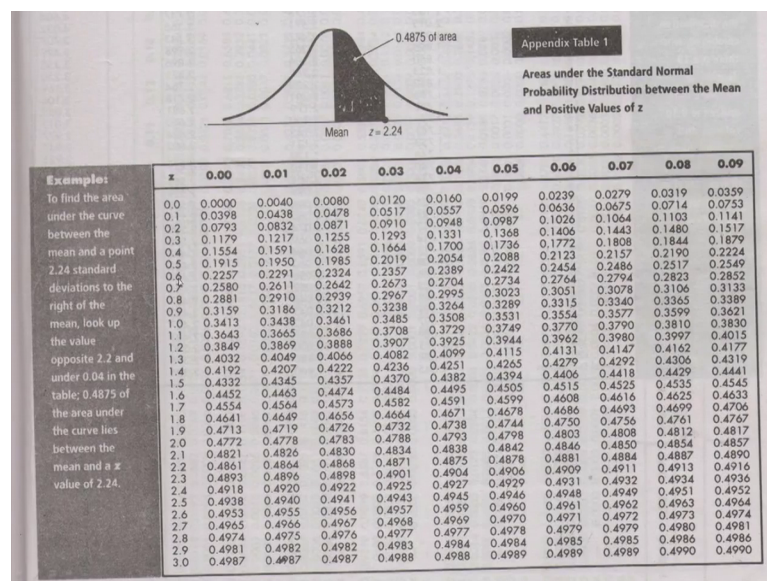 0.4875 of area
Appendix Table 1
Areas under the Standard Normal
Probability Distribution between the Mean
and Positive Values of z
Mean z = 2.24
Example:
To find the area
under the curve
between the
mean and a point
2.24 standard
deviations to the
right of the
mean, look up
the value
opposite 2.2 and
under 0.04 in the
table; 0.4875 of
the area under
the curve lies
between the
mean and a z
value of 2.24.
z 0.00 0.01 0.02 0.03 0.04 0.05 0.06 0.07 0.08 0.09
0.0 0.0000 0.0040 0.0080 0.0120 0.0160 0.0199 0.0239 0.0279 0.0319 0.0359
0.1 0.0398 0.0438 0.0478 0.0517 0.0557 0.0596 0.0636 0.0675 0.0714 0.0753
0.2 0.0793 0.0832 0.0871 0.0910 0.0948 0.0987 0.1026 0.1064 0.1103 0.1141
0.3 0.1179 0.1217 0.1255 0.1293 0.1331 0.1368 0.1406 0.1443 0.1480 0.1517
0.4 0.1554 0.1591 0.1628 0.1664 0.1700 0.1736 0.1772 0.1808 0.1844 0.1879
0.5 0.1915 0.1950 0.1985 0.2019 0.2054 0.2088 0.2123 0.2157 0.2190 0.2224
0.6 0.2257 0.2291 0.2324 0.2357 0.2389 0.2422 0.2454 0.2486 0.2517 0.2549
0.7 0.2580 0.2611 0.2642 0.2673 0.2704 0.2734 0.2764 0.2794 0.2823 0.2852
0.8 0.2881 0.2910 0.2939 0.2967 0.2995 0.3023 0.3051 0.3078 0.3106 0.3133
0.9 0.3159 0.3186 0.3212 0.3238 0.3264 0.3289 0.3315 0.3340 0.3365 0.3389
1.0 0.3413 0.3438 0.3461 0.3485 0.3508 0.3531 0.3554 0.3577 0.3599 0.3621
1.1 0.3643 0.3665 0.3686 0.3708 0.3729 0.3749 0.3770 0.3790 0.3810 0.3830
1.2 0.3849 0.3869 0.3888 0.3907 0.3925 0.3944 0.3962 0.3980 0.3997 0.4015
1.3 0.4032 0.4049 0.4066 0.4082 0.4099 0.4115 0.4131 0.4147 0.4162 0.4177
1.4 0.4192 0.4207 0.4222 0.4236 0.4251 0.4265 0.4279 0.4292 0.4306 0.4319
1.5 0.4332 0.4345 0.4357 0.4370 0.4382 0.4394 0.4406 0.4418 0.4429 0.4441
1.6 0.4452 0.4463 0.4474 0.4484 0.4495 0.4505 0.4515 0.4525 0.4535 0.4545
1.7 0.4554 0.4564 0.4573 0.4582 0.4591 0.4599 0.4608 0.4616 0.4625 0.4633
1.8 0.4641 0.4649 0.4656 0.4664 0.4671 0.4678 0.4686 0.4693 0.4699 0.4706
1.9 0.4713 0.4719 0.4726 0.4732 0.4738 0.4744 0.4750 0.4756 0.4761 0.4767
2.0 0.4772 0.4778 0.4783 0.4788 0.4793 0.4798 0.4803 0.4808 0.4812 0.4817
2.1 0.4821 0.4826 0.4830 0.4834 0.4838 0.4842 0.4846 0.4850 0.4854 0.4857
2.2 0.4861 0.4864 0.4868 0.4871 0.4875 0.4878 0.4881 0.4884 0.4887 0.4890
2.3 0.4893 0.4896 0.4898 0.4901 0.4904 0.4906 0.4909 0.4911 0.4913 0.4916
2.4 0.4918 0.4920 0.4922 0.4925 0.4927 0.4929 0.4931 0.4932 0.4934 0.4936
2.5 0.4938 0.4940 0.4941 0.4943 0.4945 0.4946 0.4948 0.4949 0.4951 0.4952
2.6 0.4953 0.4955 0.4956 0.4957 0.4959 0.4960 0.4961 0.4962 0.4963 0.4964
2.7 0.4965 0.4966 0.4967 0.4968 0.4969 0.4970 0.4971 0.4972 0.4973 0.4974
2.8 0.4974 0.4975 0.4976 0.4977 0.4977 0.4978 0.4979 0.4979 0.4980 0.4981
2.9 0.4981 0.4982 0.4982 0.4983 0.4984 0.4984 0.4985 0.4985 0.4986 0.4986
3.0 0.4987 0.4987 0.4987 0.4988 0.4988 0.4989 0.4989 0.4989 0.4990 0.4990